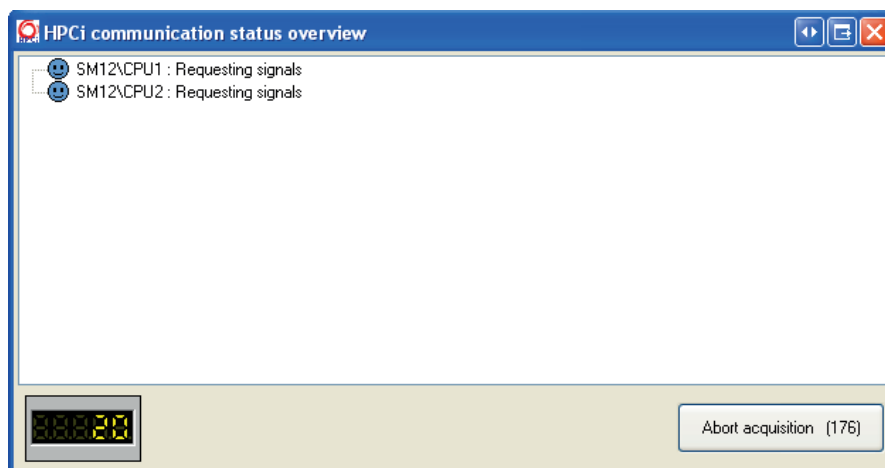 HPCi communication status overview
SM12\CPU1 : Requesting signals
SM12\CPU2 : Requesting signals
20
Abort acquisition (176)